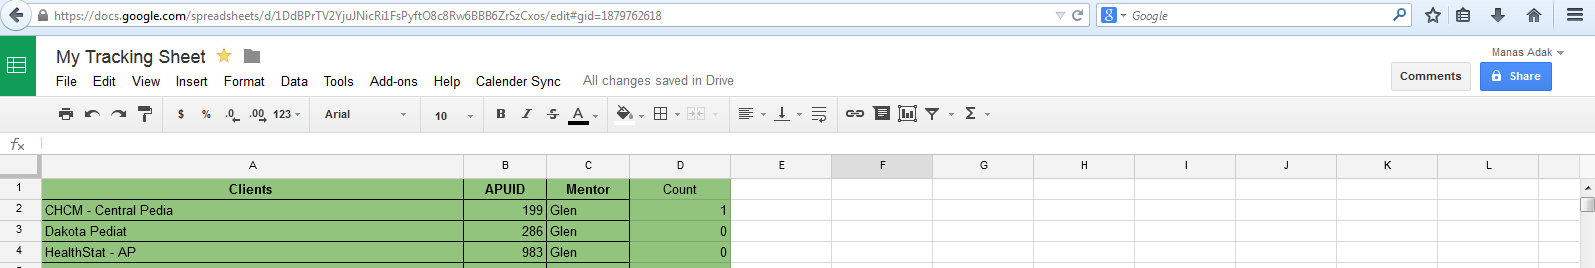 https://docs.google.com/spreadsheets/d/1DdBPrTV2YjuJNicRi1FsPyftO8c8Rw6BBB6ZrSzCxos/edit#gid=1879762618
Google
My Tracking Sheet
Manas Adak
File Edit View Insert Format Data Tools Add-ons Help Calender Sync All changes saved in Drive
Comments Share
$ % .0 .00 123 Arial 10 B I S A Σ
fx
A B C D E F G H I J K L
1 Clients APUID Mentor Count
2 CHCM - Central Pedia 199 Glen 1
3 Dakota Pediat 286 Glen 0
4 HealthStat - AP 983 Glen 0